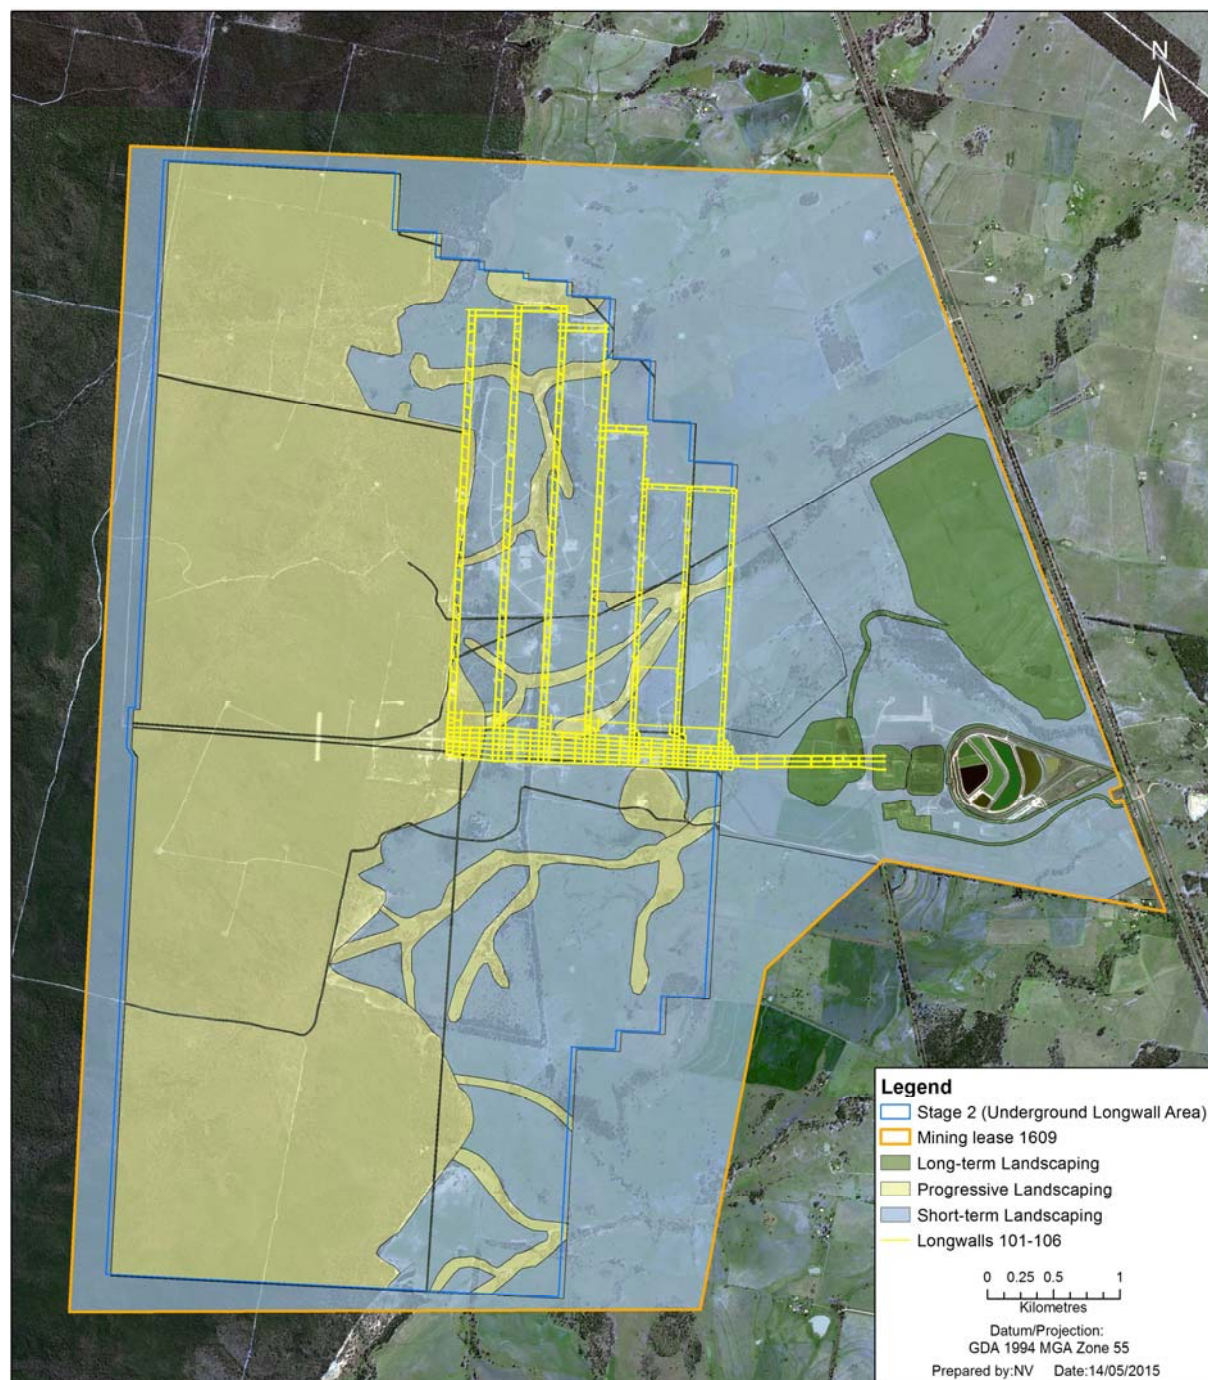 N
Legend
Stage 2 (Underground Longwall Area)
Mining lease 1609
Long-term Landscaping
Progressive Landscaping
Short-term Landscaping
Longwalls 101-106
0 0.25 0.5 1
Kilometres
Datum/Projection:
GDA 1994 MGA Zone 55
Prepared by:NV Date:14/05/2015